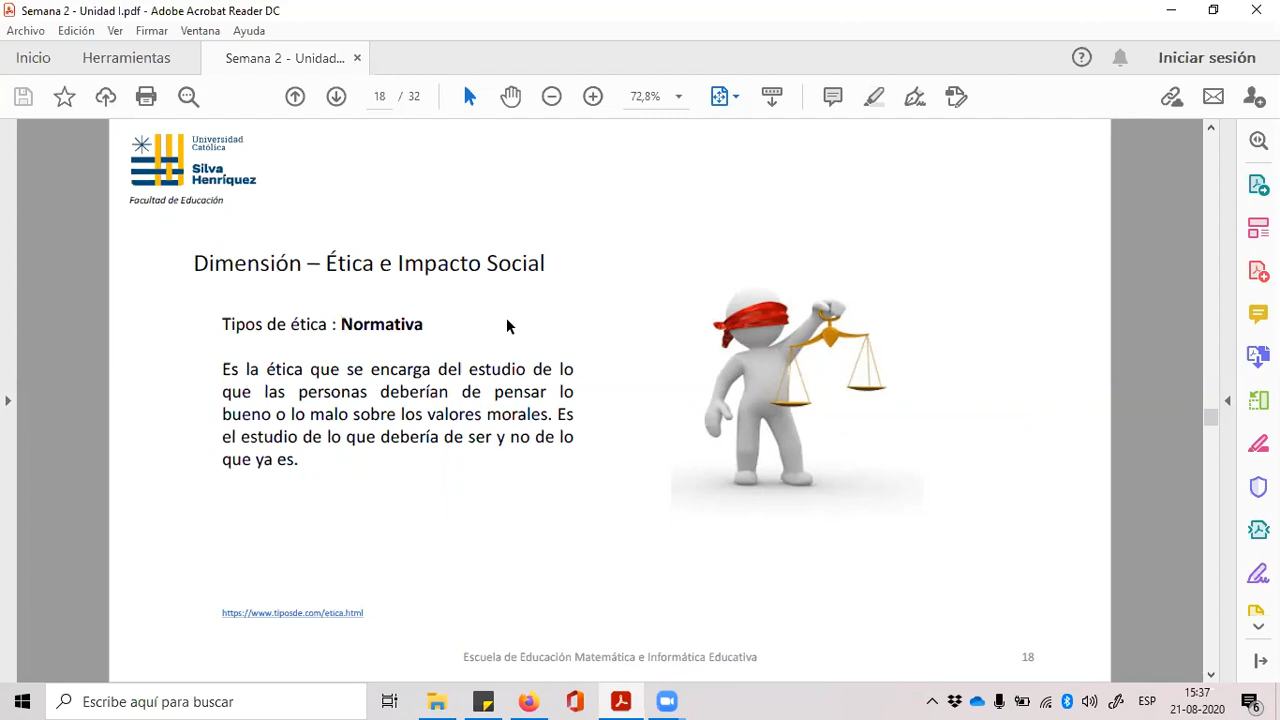 Semana 2 - Unidad I.pdf - Adobe Acrobat Reader DC
Archivo Edición Ver Firmar Ventana Ayuda
Inicio Herramientas Semana 2 - Unidad... × Iniciar sesión
18 / 32 72,8%
Universidad
Católica
Silva
Henríquez
Facultad de Educación
Dimensión – Ética e Impacto Social
Tipos de ética : Normativa
Es la ética que se encarga del estudio de lo
que las personas deberían de pensar lo
bueno o lo malo sobre los valores morales. Es
el estudio de lo que debería de ser y no de lo
que ya es.
https://www.tiposde.com/etica.html
Escuela de Educación Matemática e Informática Educativa 18
Escribe aquí para buscar
ESP
15:37
21-08-2020
6